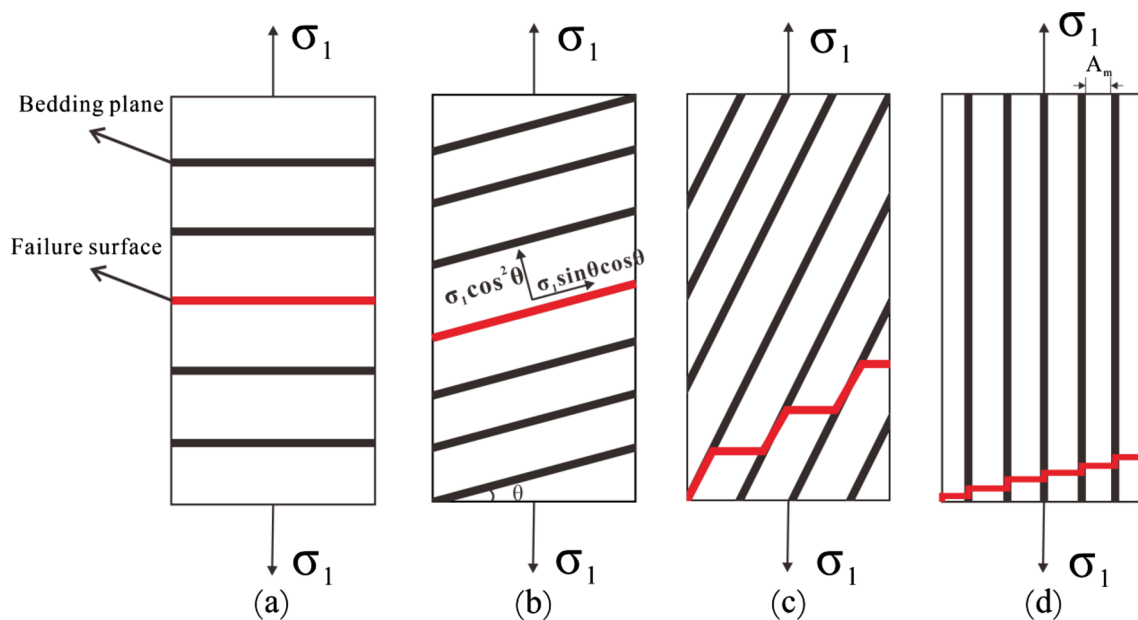 σ₁ σ₁ σ₁ σ₁
Aₘ
Bedding plane
Failure surface
σ₁cos²θ
σ₁sinθcosθ
θ
σ₁ σ₁ σ₁ σ₁
(a) (b) (c) (d)